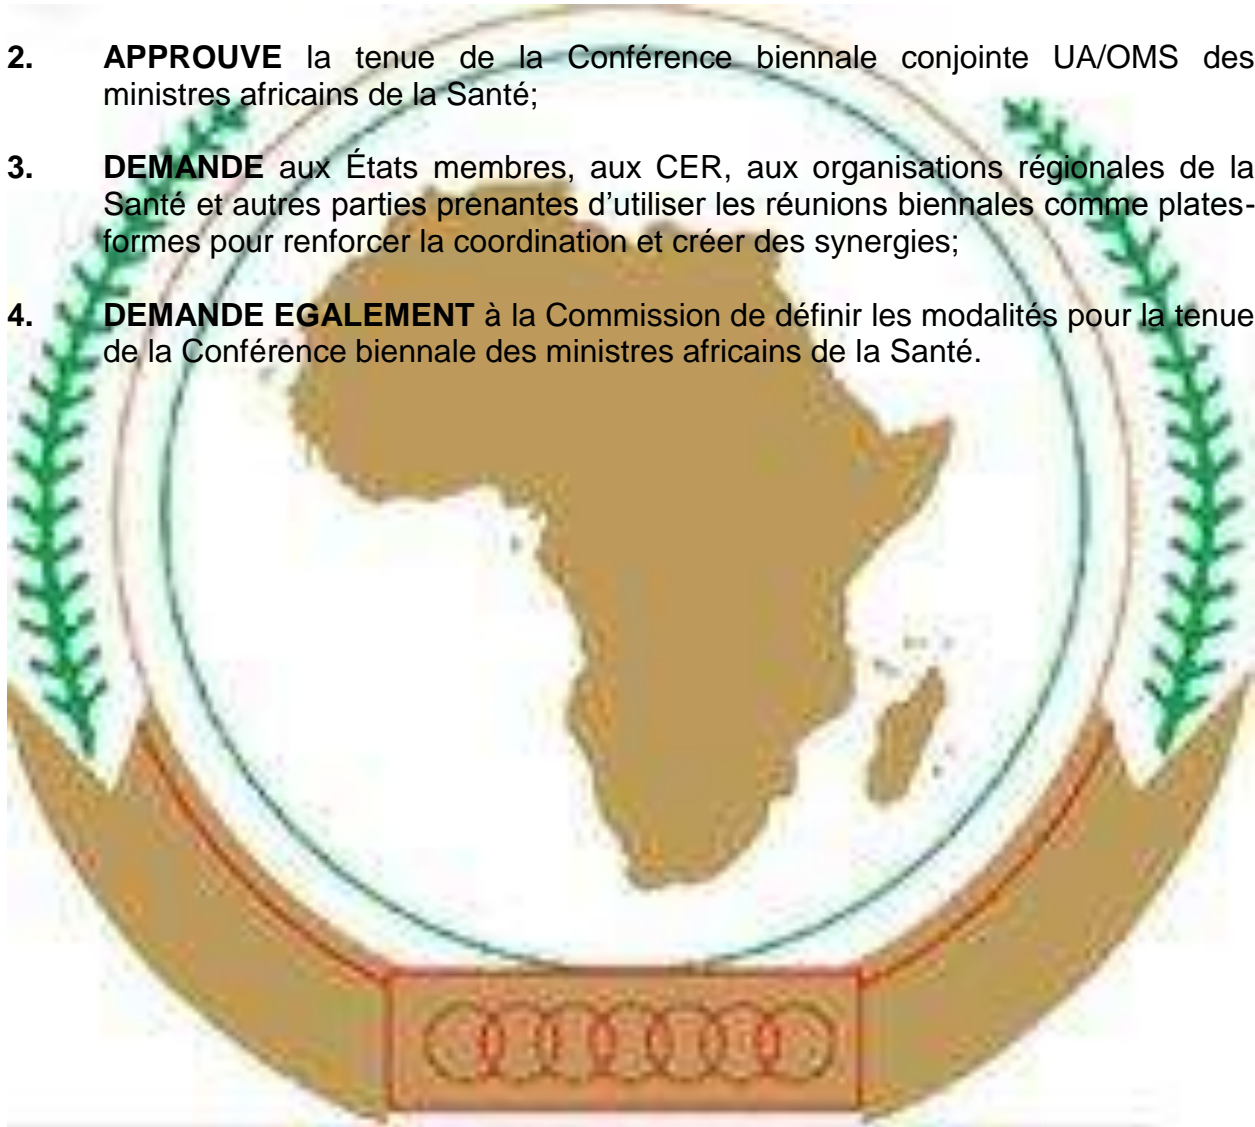 2. APPROUVE la tenue de la Conférence biennale conjointe UA/OMS des
ministres africains de la Santé;
3. DEMANDE aux États membres, aux CER, aux organisations régionales de la
Santé et autres parties prenantes d’utiliser les réunions biennales comme plates-
formes pour renforcer la coordination et créer des synergies;
4. DEMANDE EGALEMENT à la Commission de définir les modalités pour la tenue
de la Conférence biennale des ministres africains de la Santé.